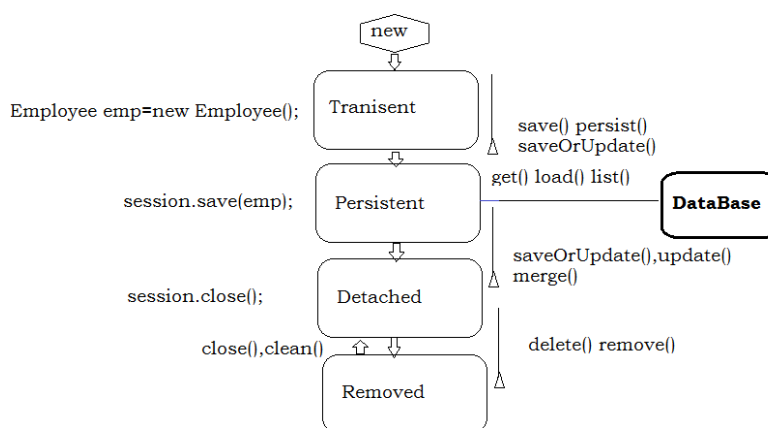 new
Employee emp=new Employee();
Tranisent
save() persist()
saveOrUpdate()
get() load() list()
session.save(emp);
Persistent
DataBase
saveOrUpdate(),update()
merge()
session.close();
Detached
close(),clean()
delete() remove()
Removed